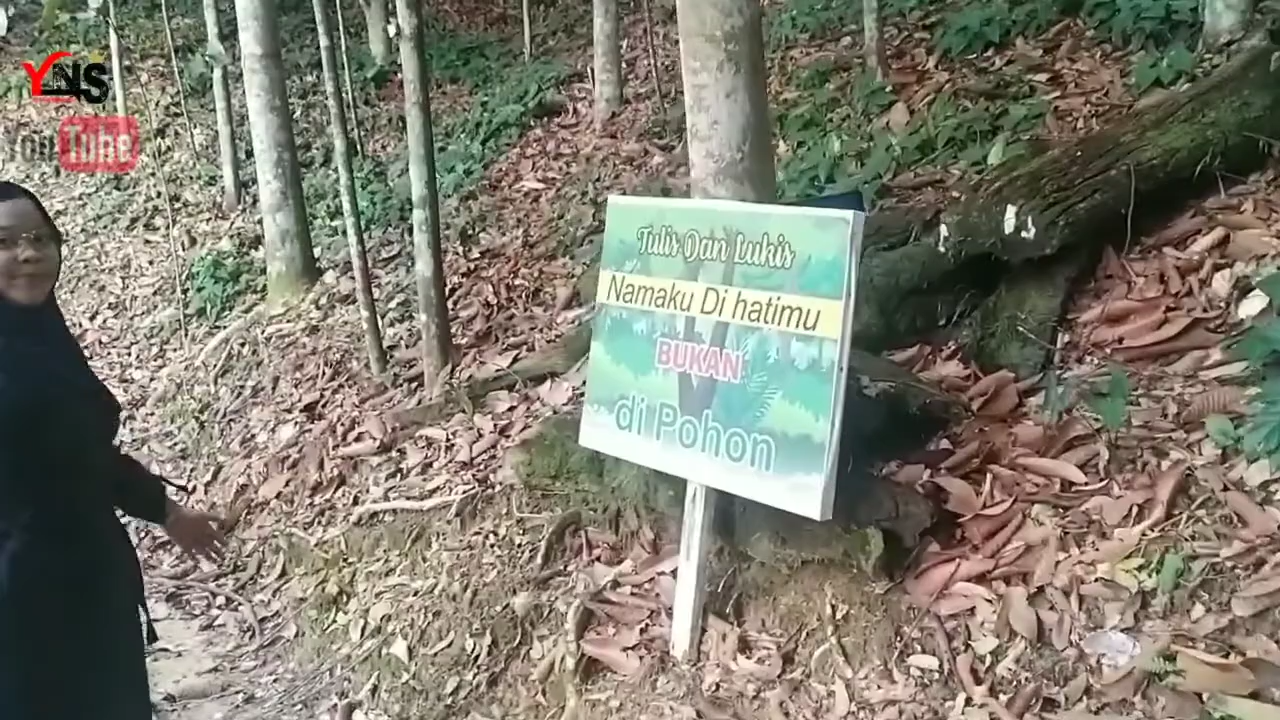 YNS
YouTube
Tulis Dan Lukis
Namaku Di hatimu
BUKAN
di Pohon